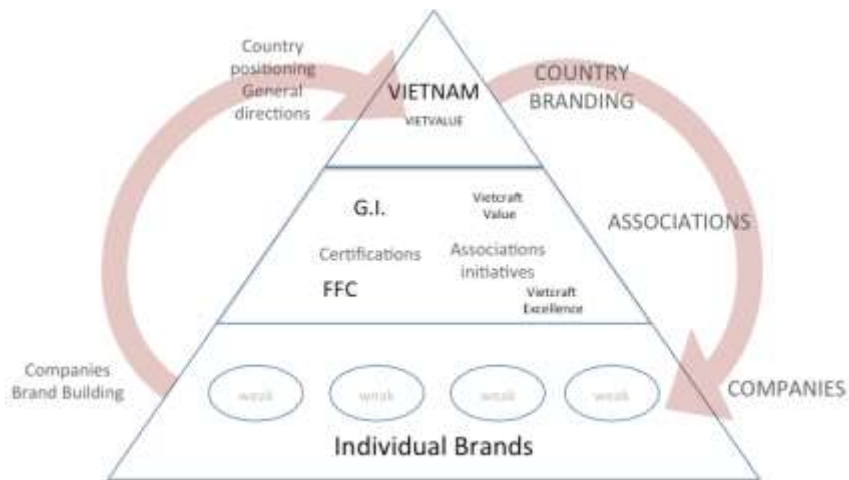 Country
positioning
General
directions
VIETNAM
VIETVALUE
COUNTRY
BRANDING
G.I.
Vietcraft
Value
ASSOCIATIONS
Certifications
Associations
initiatives
FFC
Vietcraft
Excellence
Companies
Brand Building
weak
weak
weak
weak
COMPANIES
Individual Brands